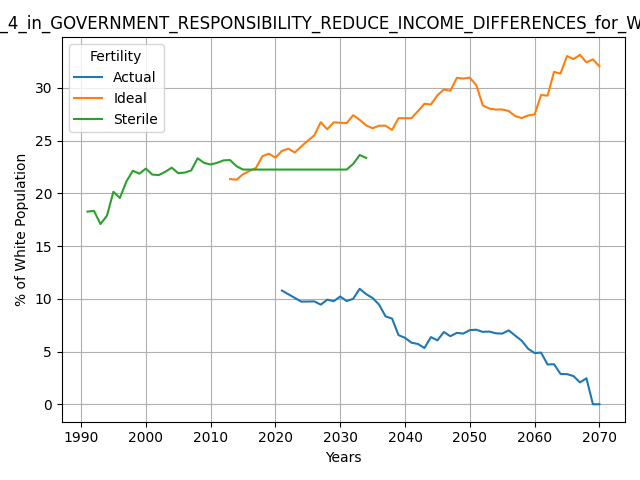 _4_in_GOVERNMENT_RESPONSIBILITY_REDUCE_INCOME_DIFFERENCES_for_W
Fertility
Actual
Ideal
Sterile
% of White Population
30
25
20
15
10
5
0
1990 2000 2010 2020 2030 2040 2050 2060 2070
Years